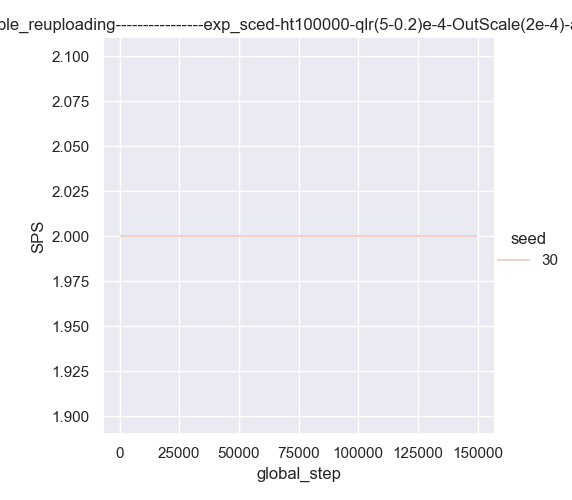 ble_reuploading----------------exp_sced-ht100000-qlr(5-0.2)e-4-OutScale(2e-4)-a
2.100
2.075
2.050
2.025
2.000
1.975
1.950
1.925
1.900
SPS
0 25000 50000 75000 100000 125000 150000
global_step
seed
30